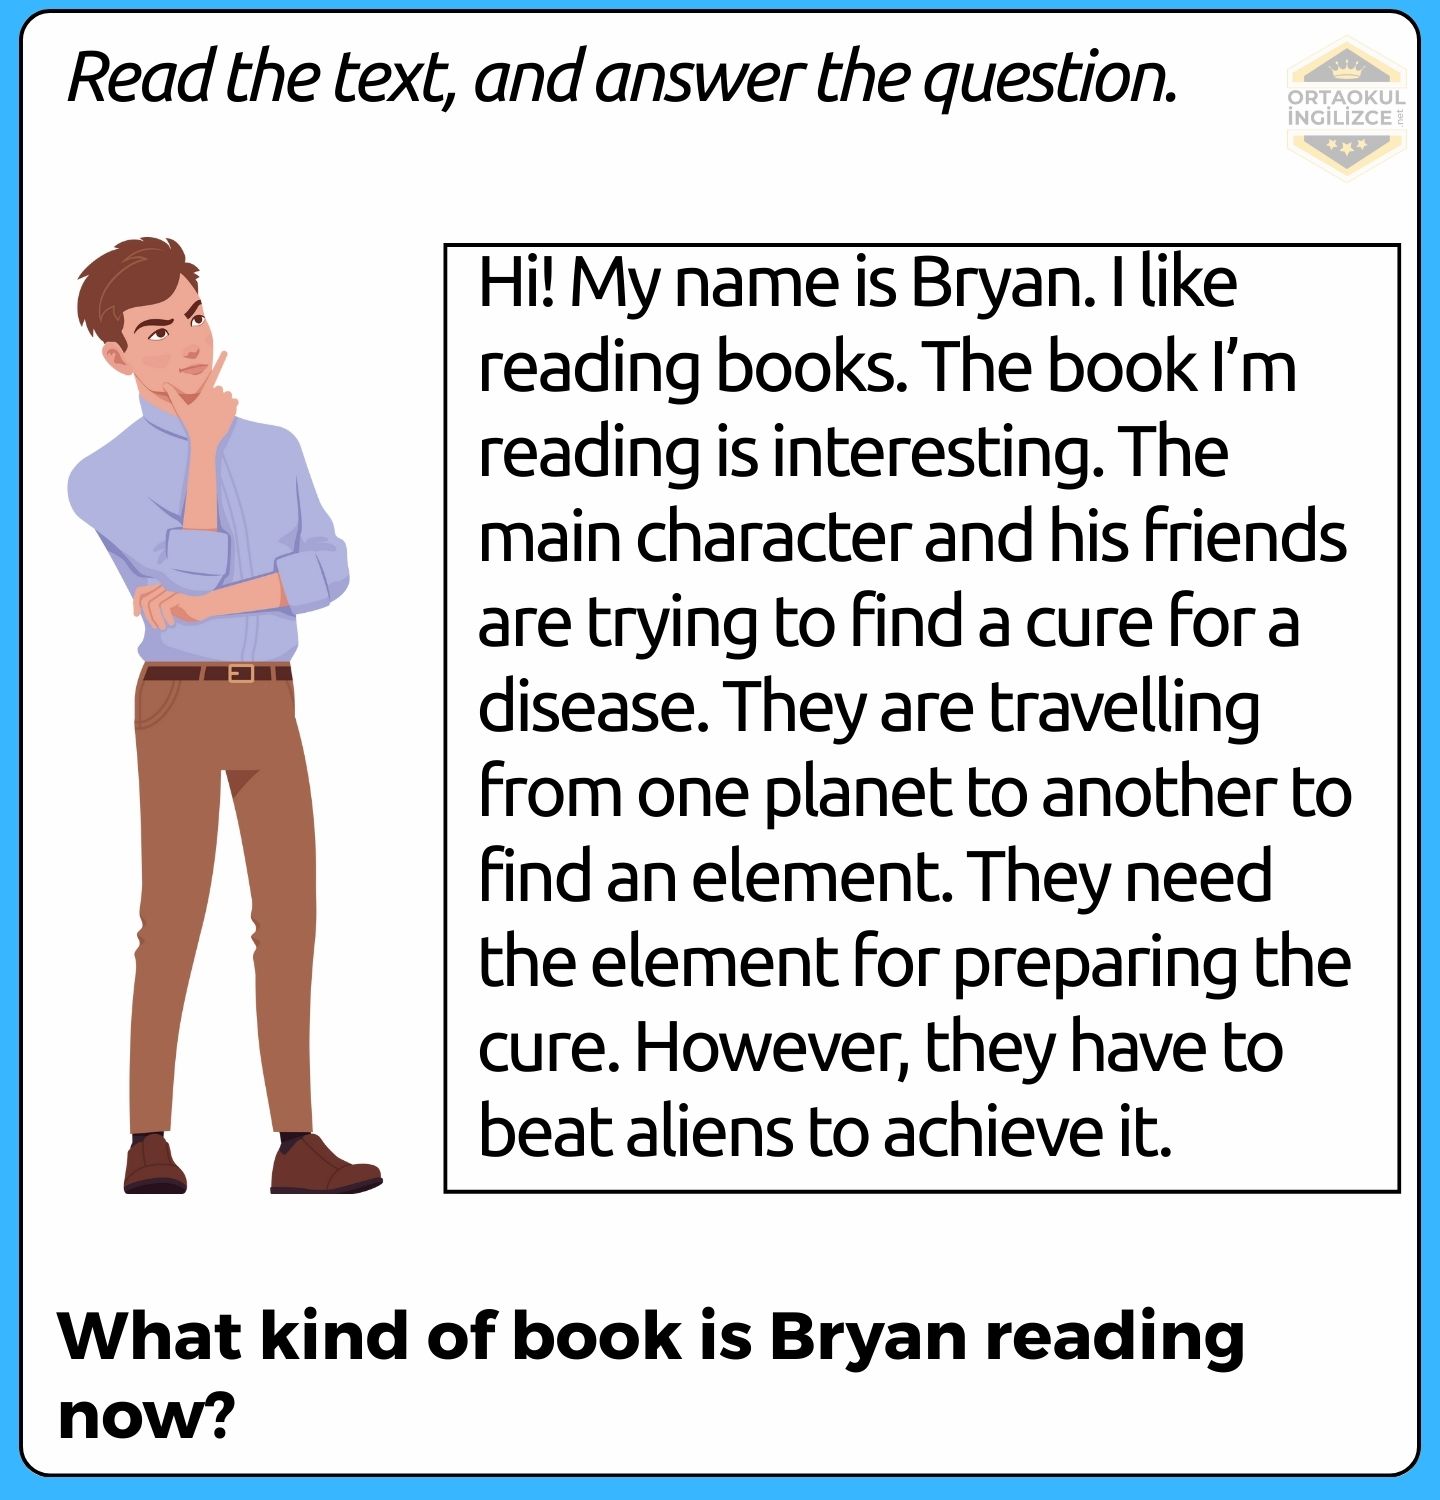 Read the text, and answer the question.
ORTAOKUL
İNGİLİZCE
.net
Hi! My name is Bryan. I like
reading books. The book I’m
reading is interesting. The
main character and his friends
are trying to find a cure for a
disease. They are travelling
from one planet to another to
find an element. They need
the element for preparing the
cure. However, they have to
beat aliens to achieve it.
What kind of book is Bryan reading
now?